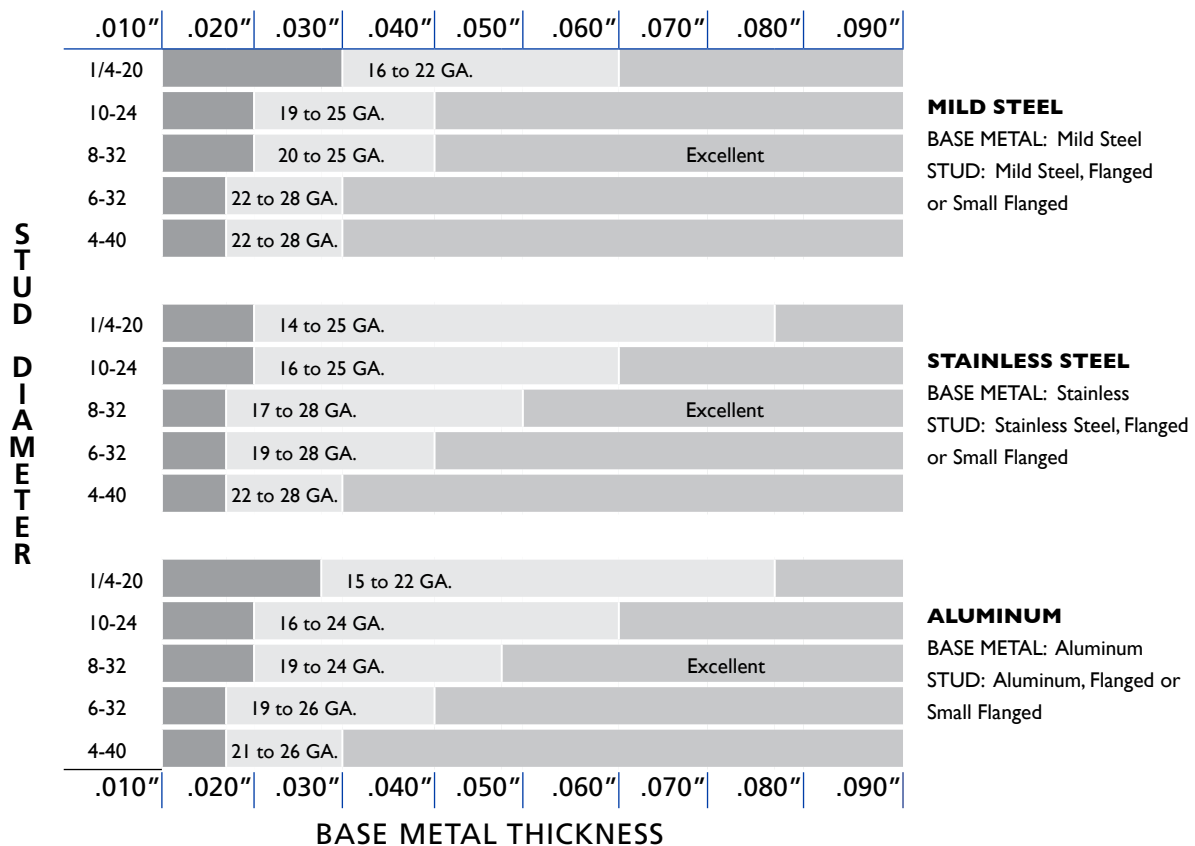 .010″ .020″ .030″ .040″ .050″ .060″ .070″ .080″ .090″
1/4-20 16 to 22 GA.
10-24 19 to 25 GA.
8-32 20 to 25 GA. Excellent
6-32 22 to 28 GA.
4-40 22 to 28 GA.
MILD STEEL
BASE METAL: Mild Steel
STUD: Mild Steel, Flanged
or Small Flanged
STUD DIAMETER
1/4-20 14 to 25 GA.
10-24 16 to 25 GA.
8-32 17 to 28 GA. Excellent
6-32 19 to 28 GA.
4-40 22 to 28 GA.
STAINLESS STEEL
BASE METAL: Stainless
STUD: Stainless Steel, Flanged
or Small Flanged
1/4-20 15 to 22 GA.
10-24 16 to 24 GA.
8-32 19 to 24 GA. Excellent
6-32 19 to 26 GA.
4-40 21 to 26 GA.
ALUMINUM
BASE METAL: Aluminum
STUD: Aluminum, Flanged or
Small Flanged
.010″ .020″ .030″ .040″ .050″ .060″ .070″ .080″ .090″
BASE METAL THICKNESS